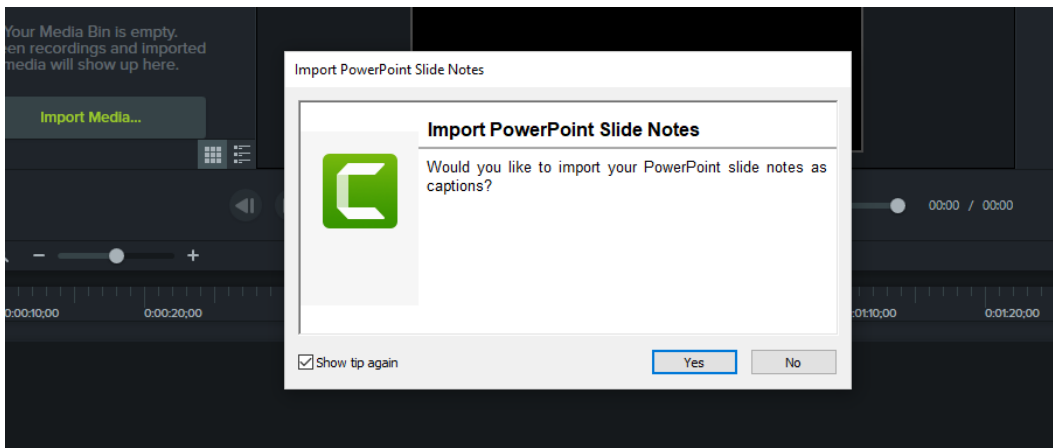 Your Media Bin is empty.
en recordings and imported
media will show up here.
Import Media...
Import PowerPoint Slide Notes
Import PowerPoint Slide Notes
Would you like to import your PowerPoint slide notes as
captions?
00:00 / 00:00
0:00:10;00
0:00:20;00
:01:10;00
0:01:20;00
Show tip again
Yes
No